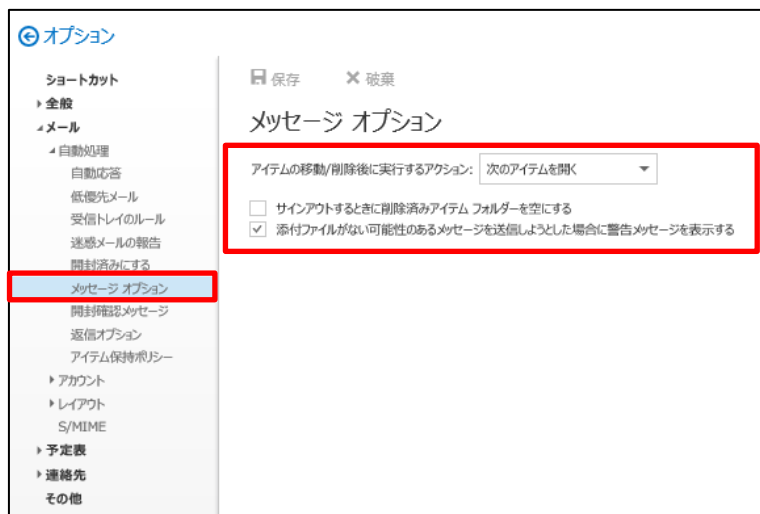 オプション
ショートカット
全般
メール
自動処理
自動応答
低優先メール
受信トレイのルール
迷惑メールの報告
開封済みにする
メッセージ オプション
開封確認メッセージ
返信オプション
アイテム保持ポリシー
アカウント
レイアウト
S/MIME
予定表
連絡先
その他
保存 破棄
メッセージ オプション
アイテムの移動/削除後に実行するアクション: 次のアイテムを開く
サインアウトするときに削除済みアイテム フォルダーを空にする
添付ファイルがない可能性のあるメッセージを送信しようとした場合に警告メッセージを表示する